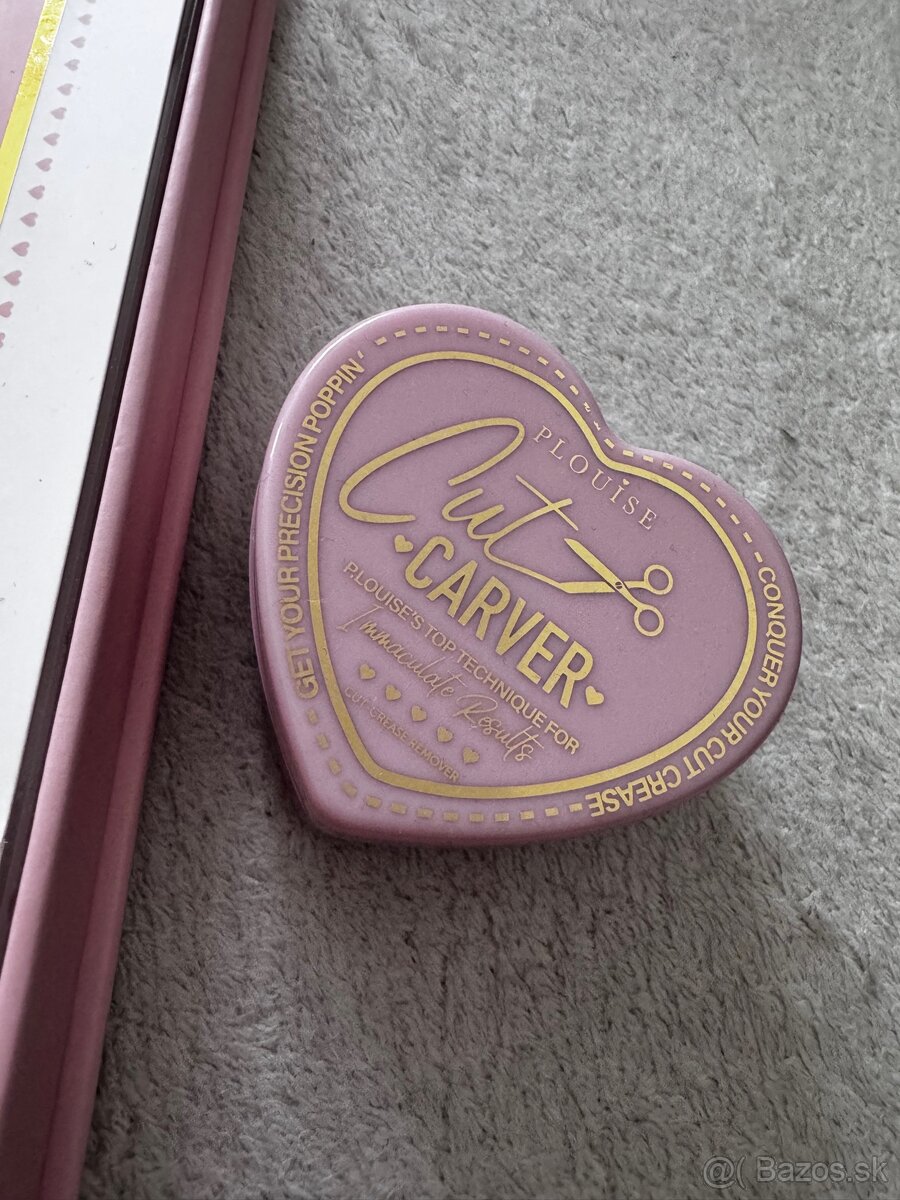 GET YOUR PRECISION POPPIN'
PLOUISE
Cut
CARVER
P.LOUISE'S TOP TECHNIQUE FOR
Immaculate Results
CUT CREASE REMOVER
CONQUER YOUR CUT CREASE
@( Bazos.sk